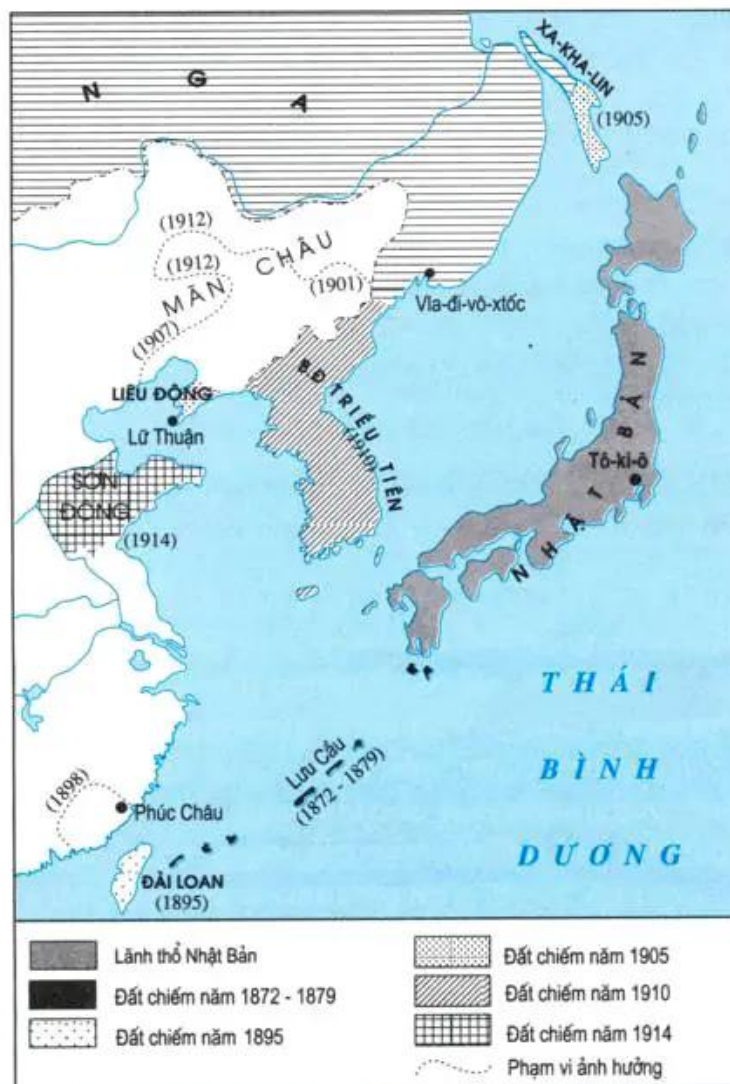 NGA
XA-KHA-LIN
(1905)
(1912)
(1912)
MÃN CHÂU
(1901)
(1907)
Vla-đi-vô-xtốc
LIÊU ĐÔNG
Lữ Thuận
BĐ TRIỀU TIÊN
(1910)
SƠN
ĐÔNG
(1914)
NHẬT BẢN
Tô-ki-ô
THÁI
BÌNH
DƯƠNG
Lưu Cầu
(1872 - 1879)
(1898)
Phúc Châu
ĐÀI LOAN
(1895)
Lãnh thổ Nhật Bản
Đất chiếm năm 1872 - 1879
Đất chiếm năm 1895
Đất chiếm năm 1905
Đất chiếm năm 1910
Đất chiếm năm 1914
Phạm vi ảnh hưởng